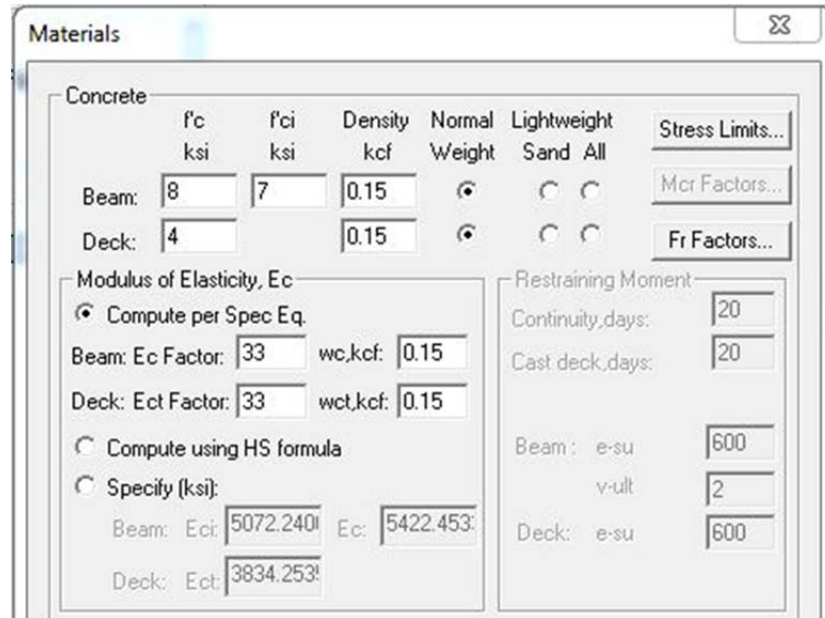 Materials
Concrete
f'c f'ci Density Normal Lightweight
ksi ksi kcf Weight Sand All
Stress Limits...
Beam: 8 7 0.15
Mcr Factors...
Deck: 4 0.15
Fr Factors...
Modulus of Elasticity, Ec
Compute per Spec Eq.
Beam: Ec Factor: 33 wc,kcf: 0.15
Deck: Ect Factor: 33 wct,kcf: 0.15
Compute using HS formula
Specify (ksi):
Beam: Eci: 5072.240 Ec: 5422.453
Deck: Ect: 3834.253
Restraining Moment
Continuity,days: 20
Cast deck,days: 20
Beam : e-su 600
v-ult 2
Deck: e-su 600